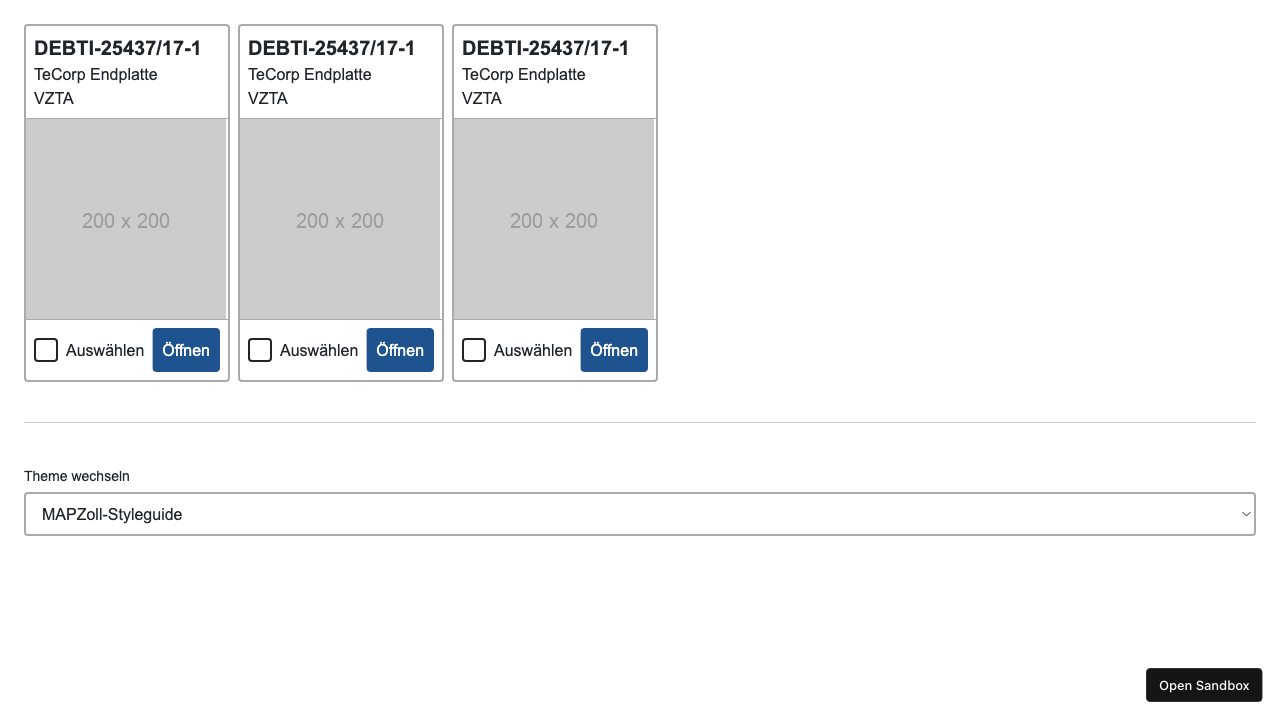 DEBTI-25437/17-1
TeCorp Endplatte
VZTA
200 x 200
Auswählen Öffnen
DEBTI-25437/17-1
TeCorp Endplatte
VZTA
200 x 200
Auswählen Öffnen
DEBTI-25437/17-1
TeCorp Endplatte
VZTA
200 x 200
Auswählen Öffnen
Theme wechseln
MAPZoll-Styleguide
Open Sandbox